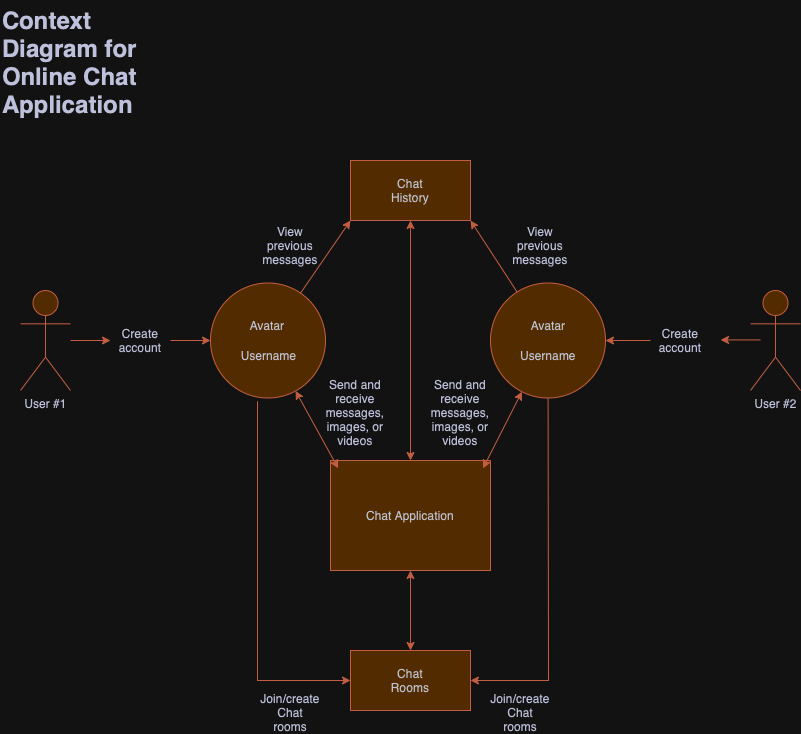 Context
Diagram for
Online Chat
Application
Chat
History
View
previous
messages
View
previous
messages
Avatar
Username
Avatar
Username
Create
account
Create
account
User #1
User #2
Send and
receive
messages,
images, or
videos
Send and
receive
messages,
images, or
videos
Chat Application
Chat
Rooms
Join/create
Chat
rooms
Join/create
Chat
rooms